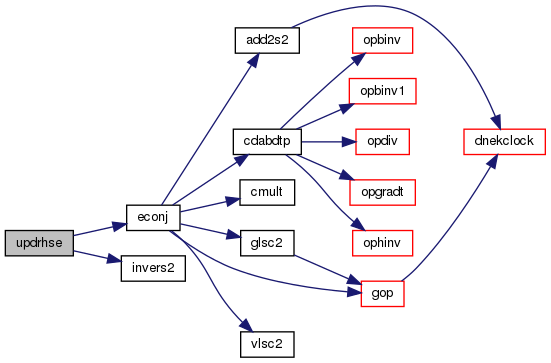 updrhse
econj
invers2
add2s2
cdabdtp
cmult
glsc2
vlsc2
opbinv
opbinv1
opdiv
opgradt
ophinv
gop
dnekclock